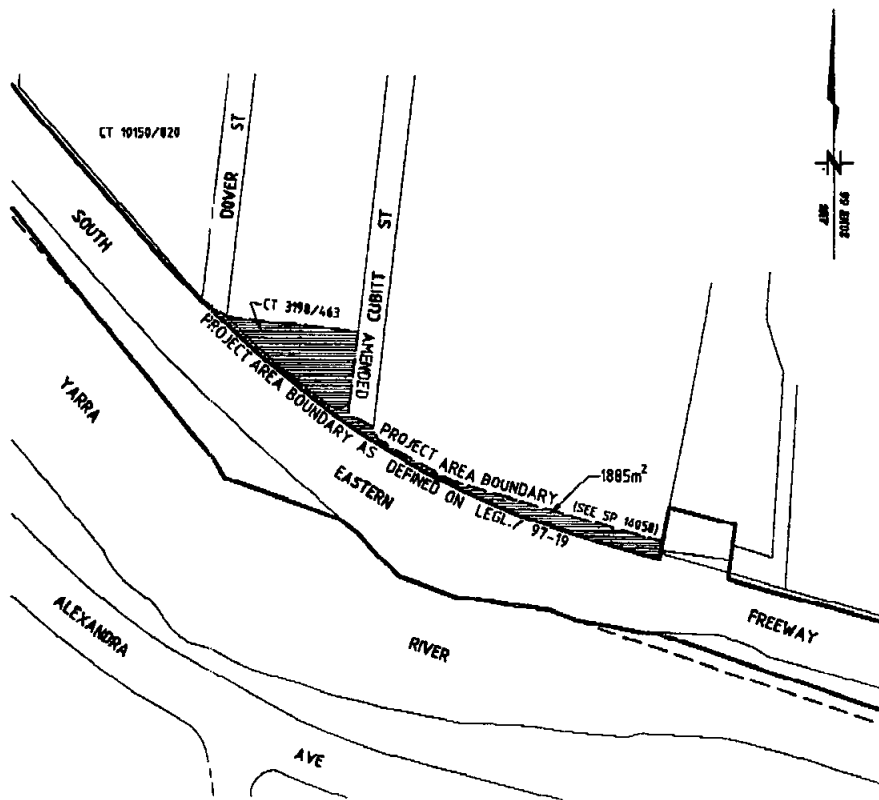 CT 10150/820
DOVER ST
CUBITT ST
AMENDED
N
SOUTH
CT 3198/463
PROJECT AREA BOUNDARY AS DEFINED ON LEGL./ 97-19
PROJECT AREA BOUNDARY (SEE SP 14058)
1885m²
YARRA
EASTERN
FREEWAY
ALEXANDRA
RIVER
AVE